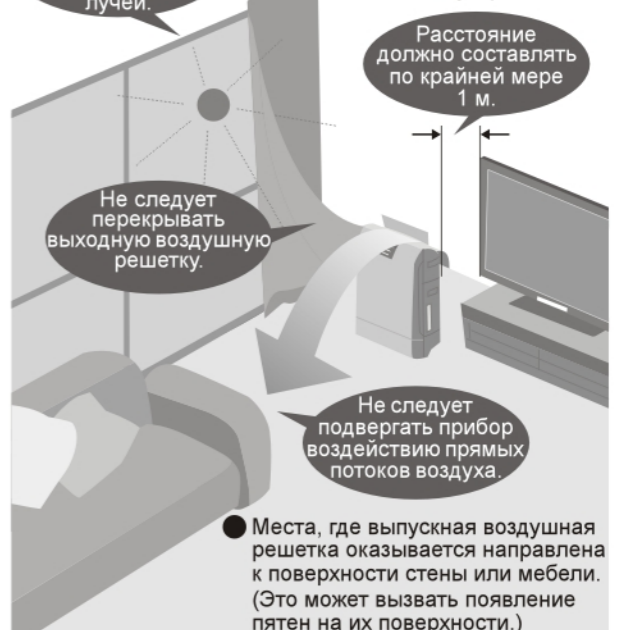 лучей.
Расстояние
должно составлять
по крайней мере
1 м.
Не следует
перекрывать
выходную воздушную
решетку.
Не следует
подвергать прибор
воздействию прямых
потоков воздуха.
Места, где выпускная воздушная
решетка оказывается направлена
к поверхности стены или мебели.
(Это может вызвать появление
пятен на их поверхности.)